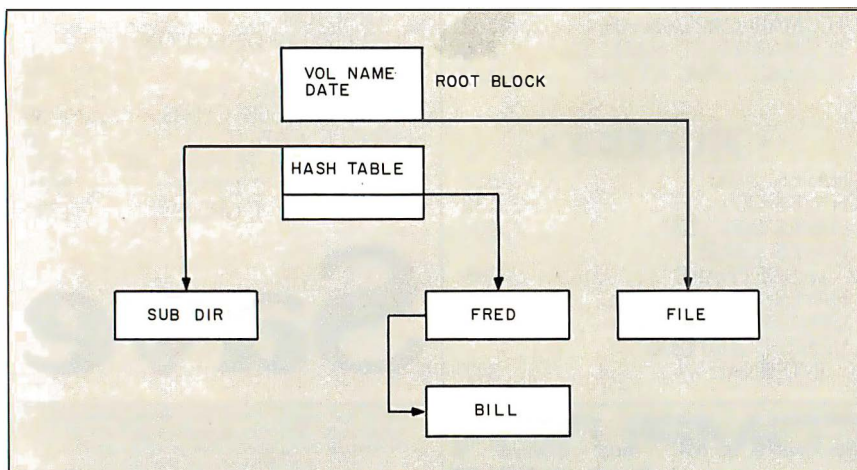 VOL NAME
DATE
ROOT BLOCK
HASH TABLE
SUB DIR
FRED
FILE
BILL